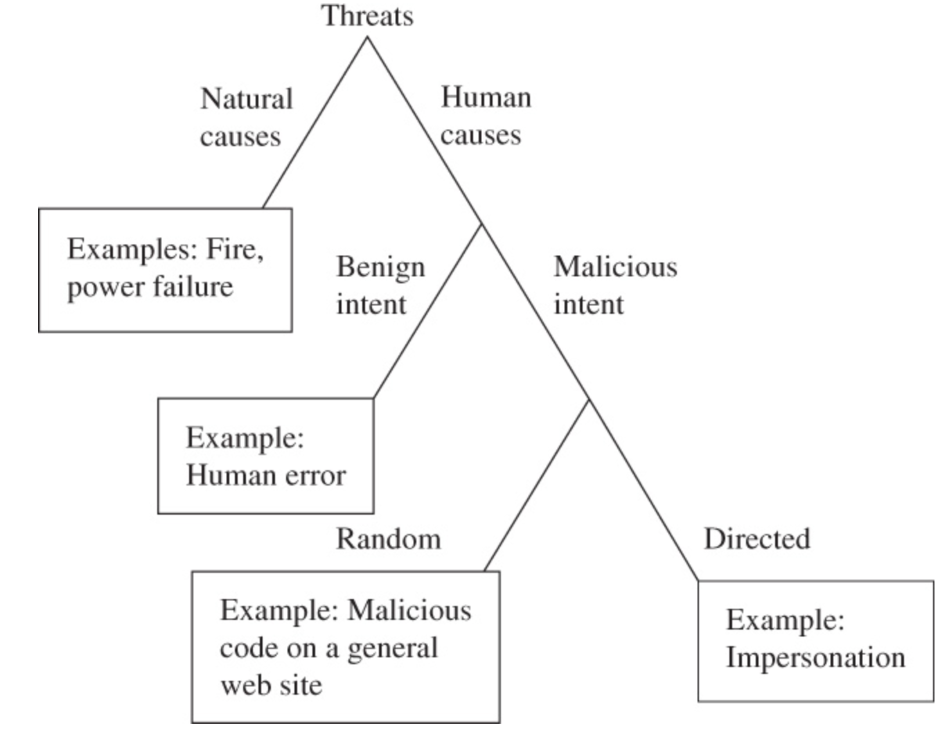 Threats
Natural
causes
Human
causes
Examples: Fire,
power failure
Benign
intent
Malicious
intent
Example:
Human error
Random
Directed
Example: Malicious
code on a general
web site
Example:
Impersonation